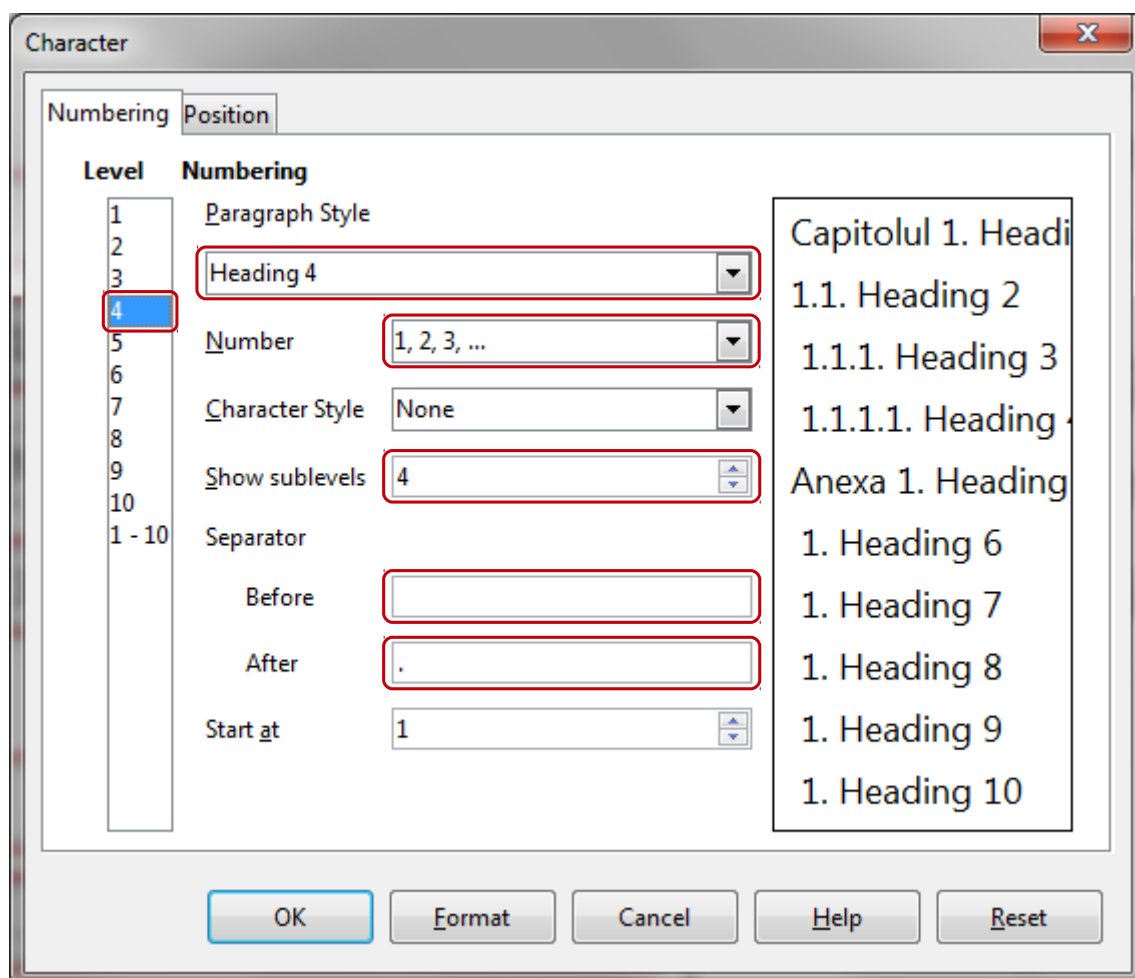 Character
Numbering Position
Level Numbering
1
2
3
4
5
6
7
8
9
10
1 - 10
Paragraph Style
Heading 4
Number 1, 2, 3, ...
Character Style None
Show sublevels 4
Separator
Before
After .
Start at 1
Capitolul 1. Headi
1.1. Heading 2
1.1.1. Heading 3
1.1.1.1. Heading
Anexa 1. Heading
1. Heading 6
1. Heading 7
1. Heading 8
1. Heading 9
1. Heading 10
OK Format Cancel Help Reset